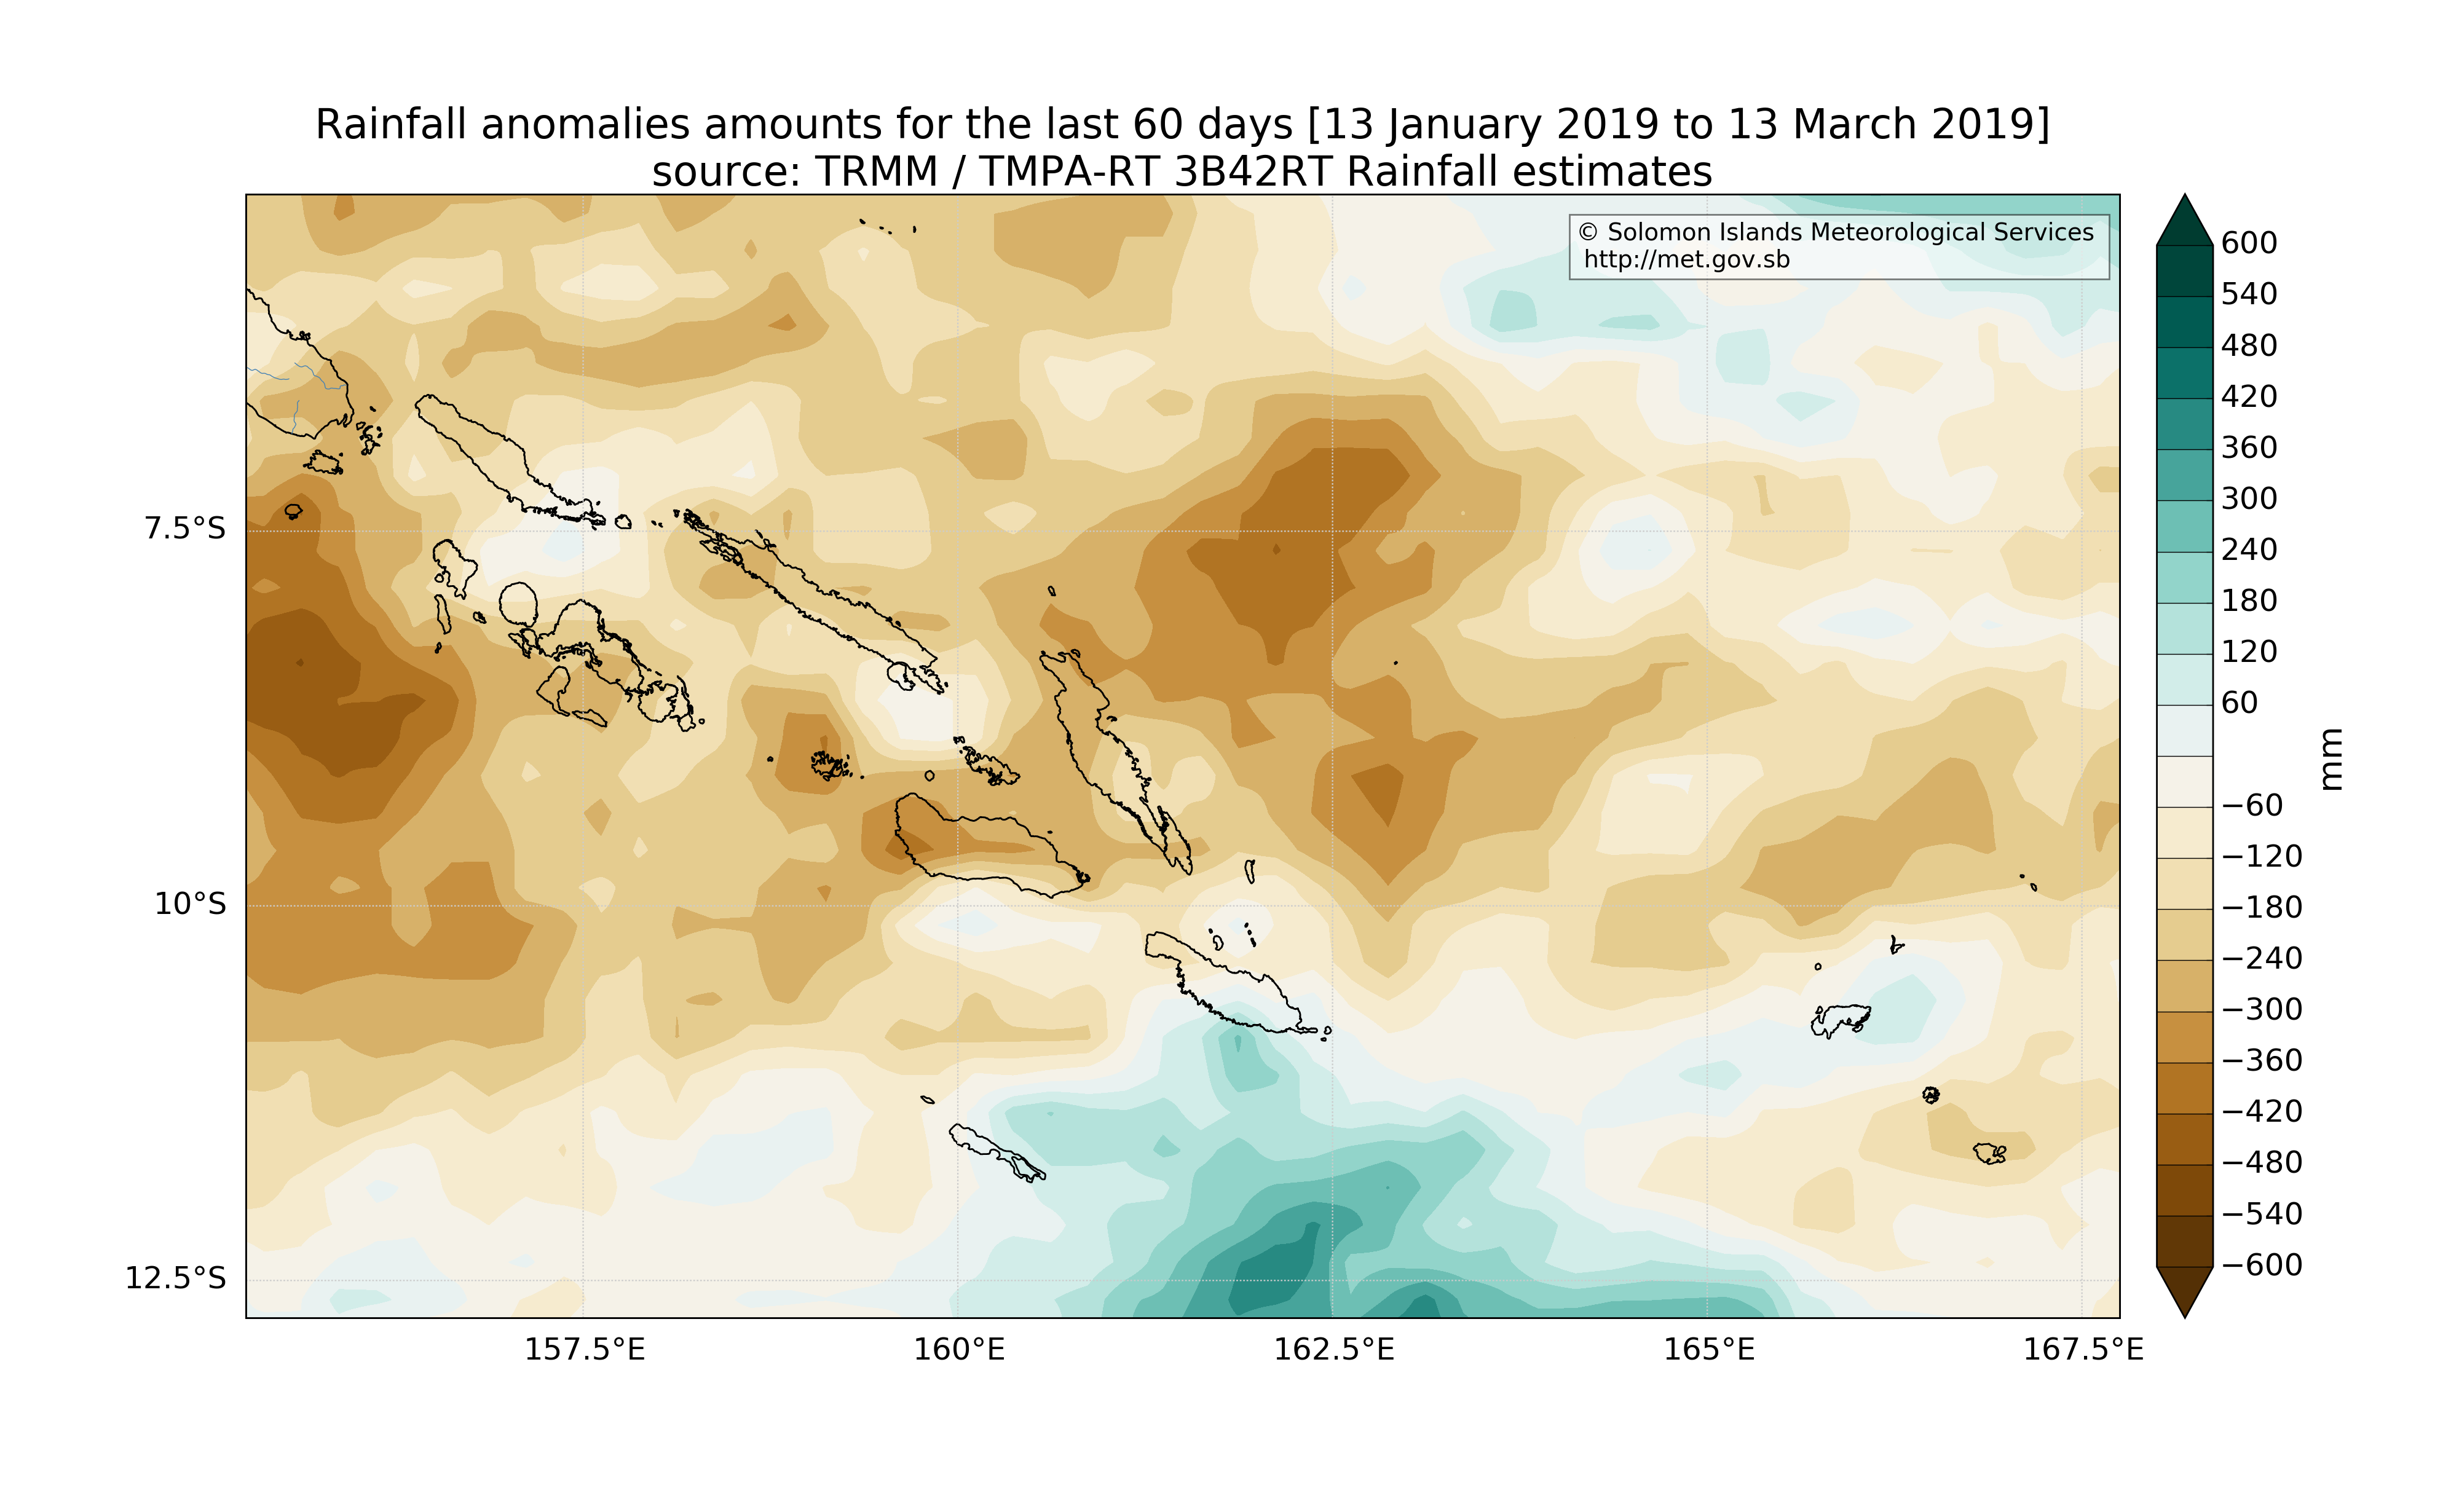 Rainfall anomalies amounts for the last 60 days [13 January 2019 to 13 March 2019]
source: TRMM / TMPA-RT 3B42RT Rainfall estimates
© Solomon Islands Meteorological Services
http://met.gov.sb
7.5°S
10°S
12.5°S
157.5°E
160°E
162.5°E
165°E
167.5°E
600
540
480
420
360
300
240
180
120
60
−60
−120
−180
−240
−300
−360
−420
−480
−540
−600
mm